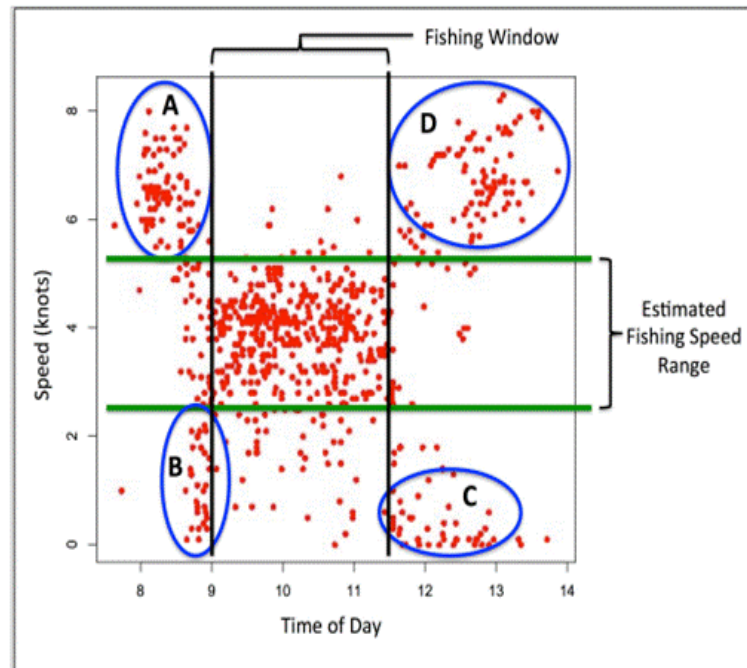 Fishing Window
A
D
8
6
4
2
0
Speed (knots)
Estimated
Fishing Speed
Range
B
C
8 9 10 11 12 13 14
Time of Day